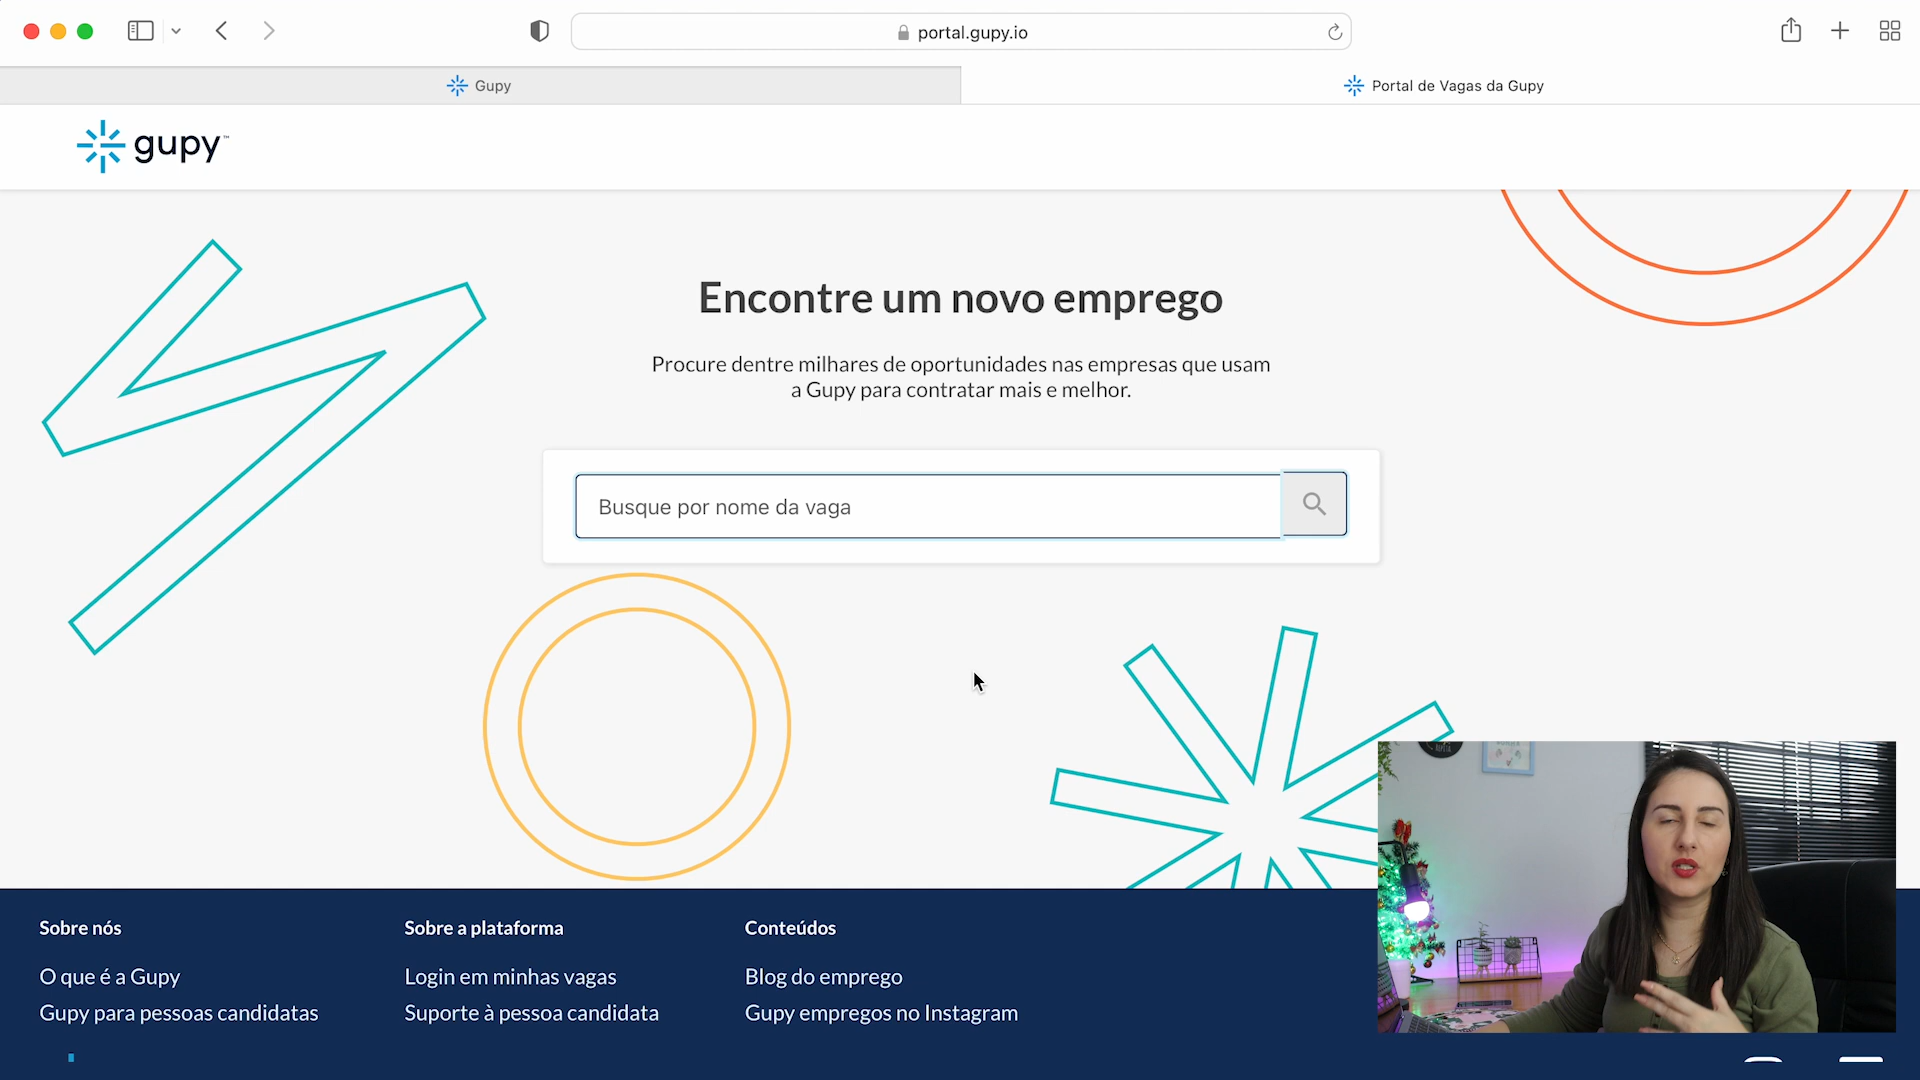 portal.gupy.io
Gupy
Portal de Vagas da Gupy
gupy™
Encontre um novo emprego
Procure dentre milhares de oportunidades nas empresas que usam
a Gupy para contratar mais e melhor.
Busque por nome da vaga
Sobre nós
O que é a Gupy
Gupy para pessoas candidatas
Sobre a plataforma
Login em minhas vagas
Suporte à pessoa candidata
Conteúdos
Blog do emprego
Gupy empregos no Instagram